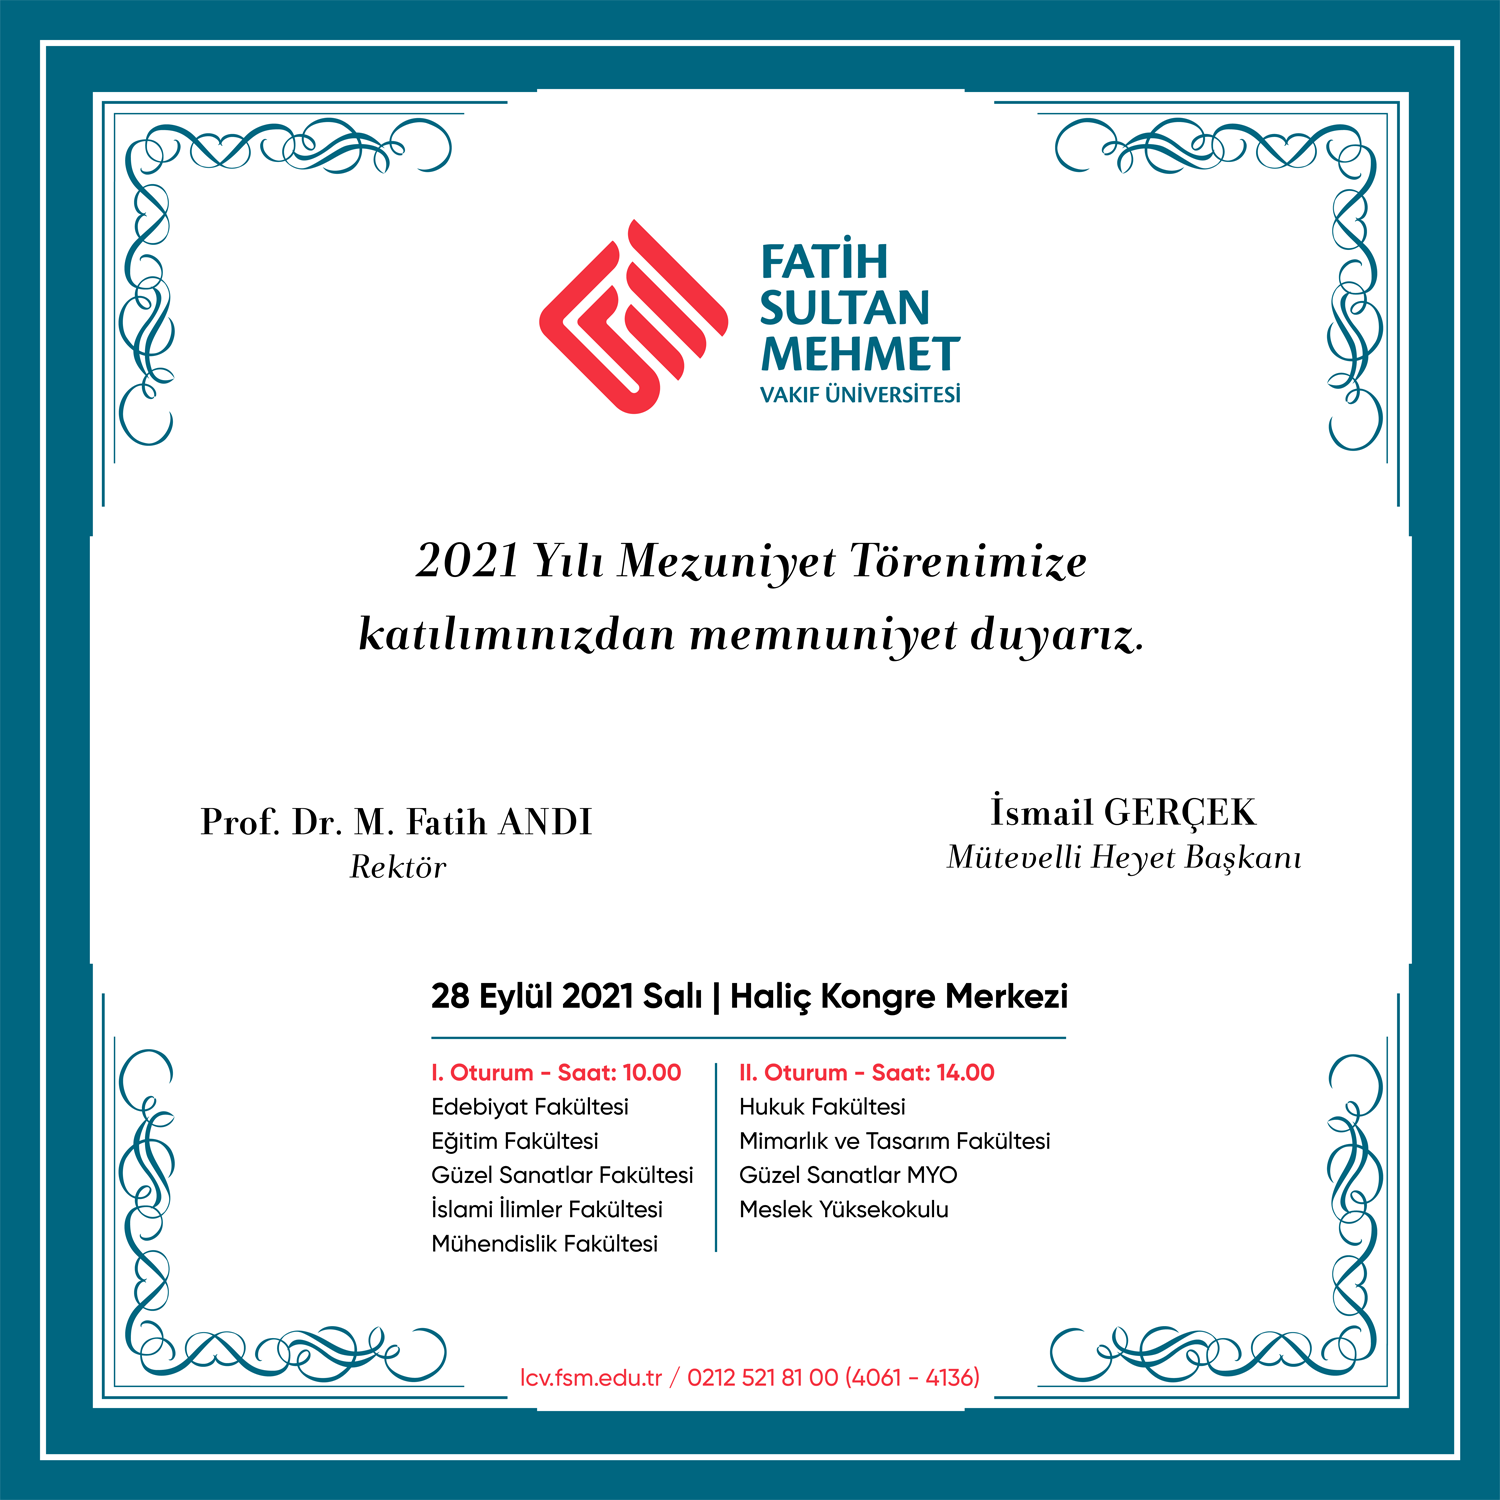 FATİH
SULTAN
MEHMET
VAKIF ÜNİVERSİTESİ
2021 Yılı Mezuniyet Törenimize
katılımınızdan memnuniyet duyarız.
Prof. Dr. M. Fatih ANDI
Rektör
İsmail GERÇEK
Mütevelli Heyet Başkanı
28 Eylül 2021 Salı | Haliç Kongre Merkezi
I. Oturum - Saat: 10.00
Edebiyat Fakültesi
Eğitim Fakültesi
Güzel Sanatlar Fakültesi
İslami İlimler Fakültesi
Mühendislik Fakültesi
II. Oturum - Saat: 14.00
Hukuk Fakültesi
Mimarlık ve Tasarım Fakültesi
Güzel Sanatlar MYO
Meslek Yüksekokulu
lcv.fsm.edu.tr / 0212 521 81 00 (4061 - 4136)